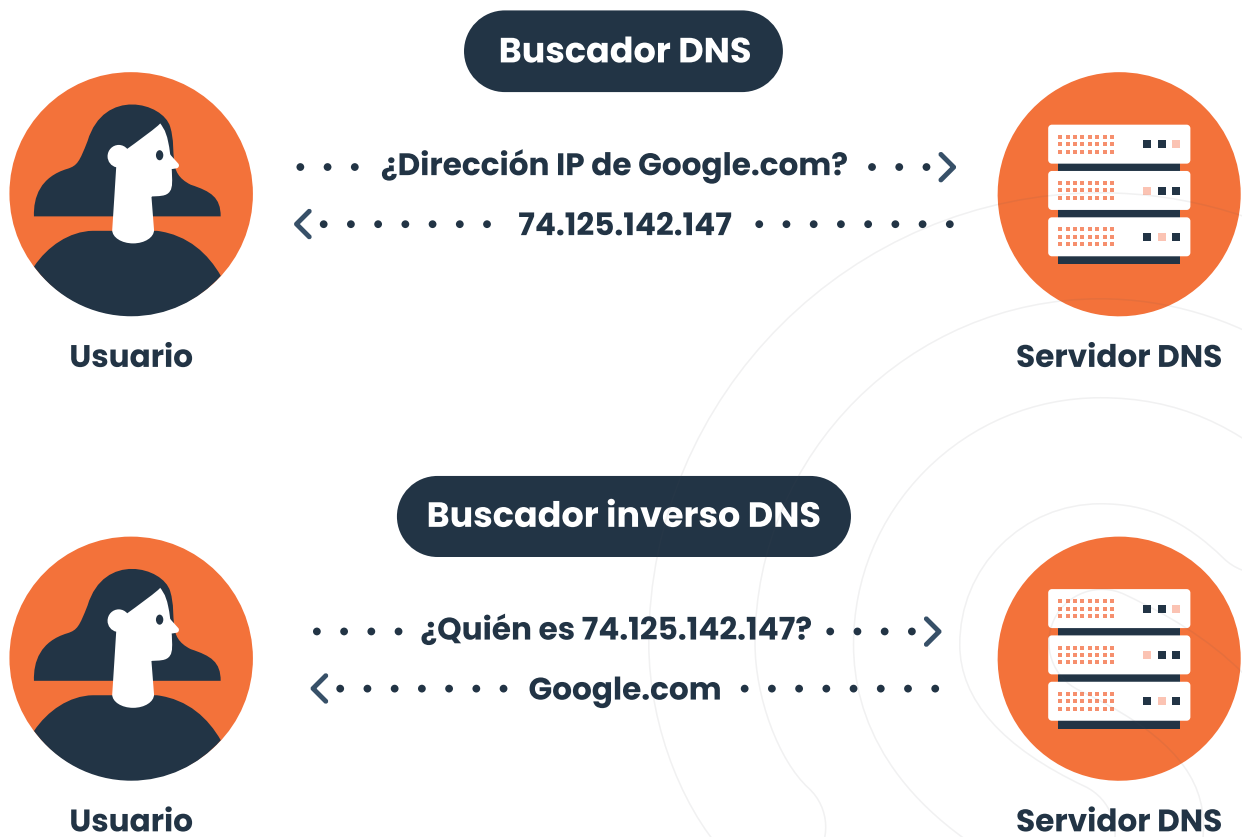 Buscador DNS
¿Dirección IP de Google.com?
74.125.142.147
Usuario
Servidor DNS
Buscador inverso DNS
¿Quién es 74.125.142.147?
Google.com
Usuario
Servidor DNS